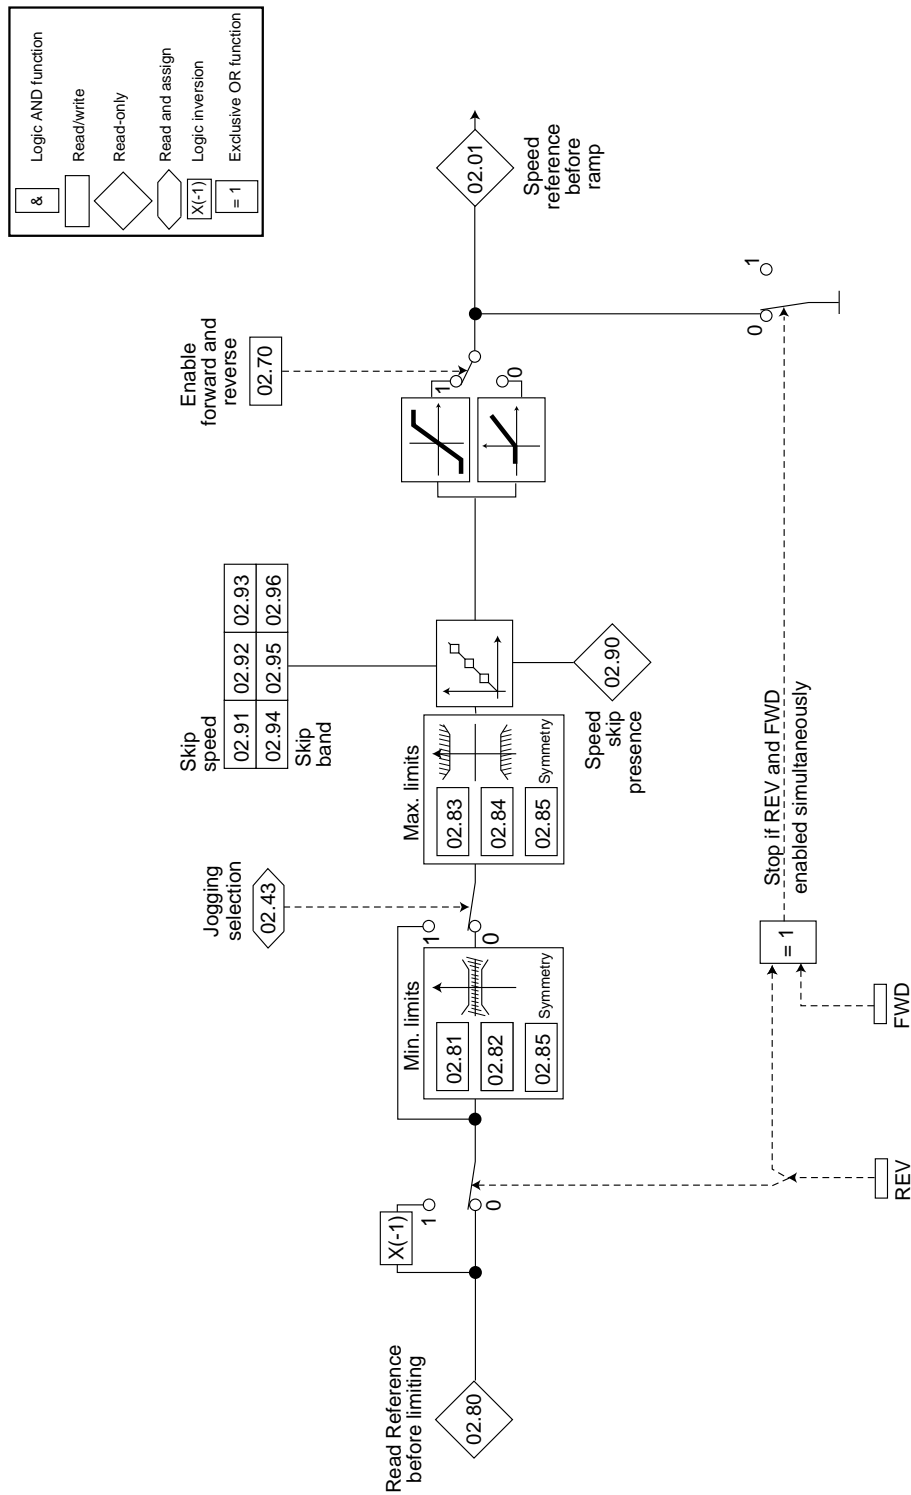 &
Logic AND function
Read/write
Read-only
Read and assign
X(-1)
Logic inversion
= 1
Exclusive OR function
Read Reference
before limiting
02.80
X(-1)
1
0
REV
Min. limits
02.81
02.82
02.85
Symmetry
FWD
= 1
Stop if REV and FWD
enabled simultaneously
Jogging
selection
02.43
1
0
Max. limits
02.83
02.84
02.85
Symmetry
Skip
speed
02.91
02.92
02.93
02.94
02.95
02.96
Skip
band
Speed
skip
presence
02.90
Enable
forward and
reverse
02.70
1
0
02.01
Speed
reference
before
ramp
0
1